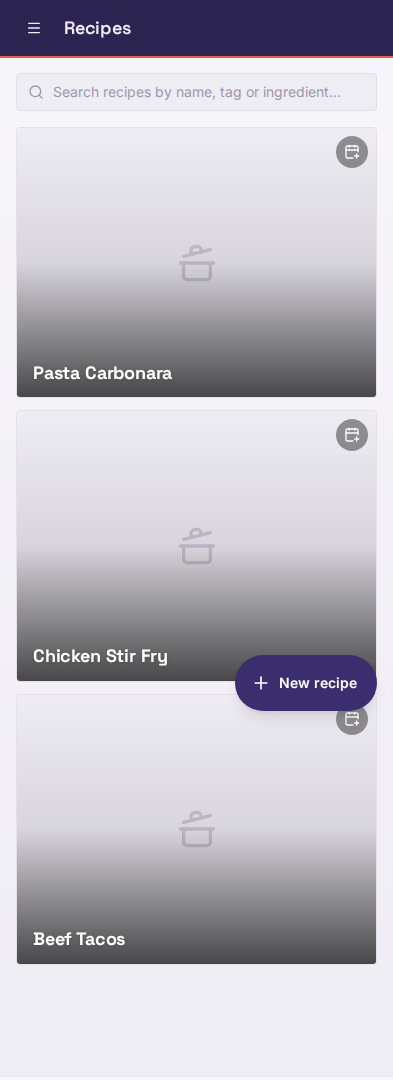 Recipes
Search recipes by name, tag or ingredient...
Pasta Carbonara
Chicken Stir Fry
New recipe
Beef Tacos